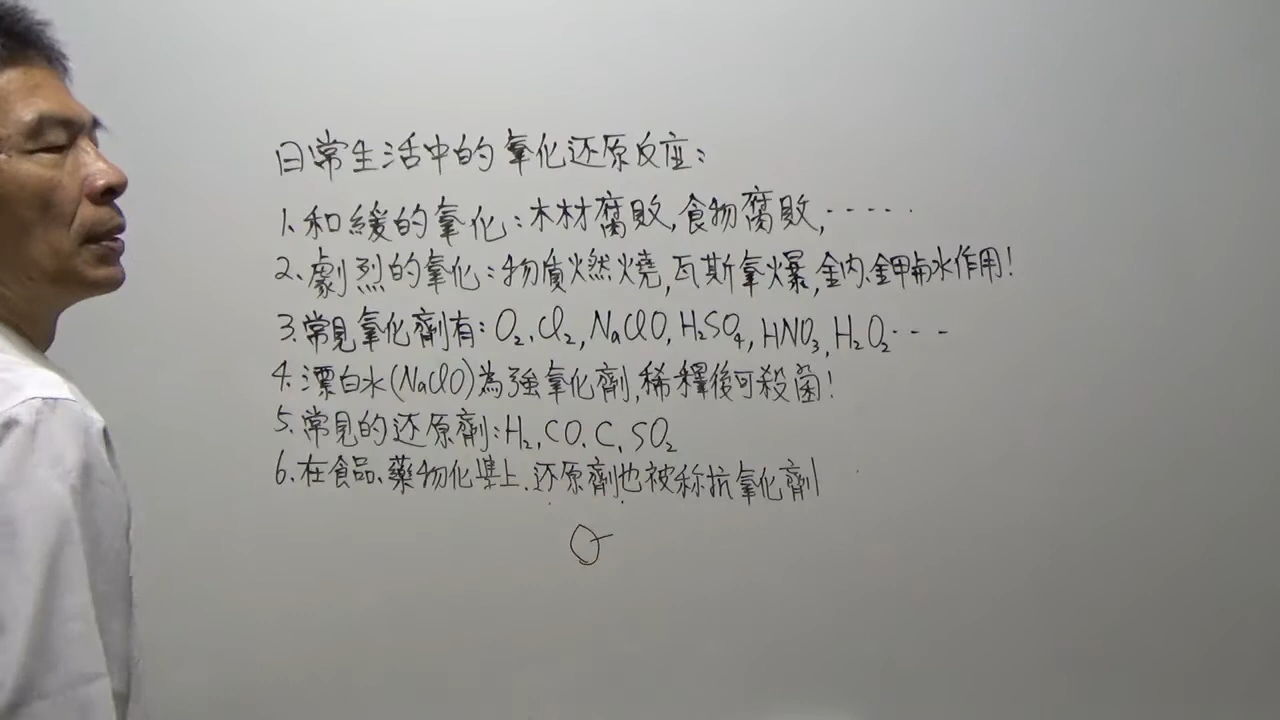 日常生活中的氧化还原反应:
1.和緩的氧化:木材腐敗,食物腐敗,.....
2.劇烈的氧化:物質燃燒,瓦斯氣爆,鈉、鉀與水作用!
3.常見氧化劑有:O2、Cl2,NaClO,H2SO4,HNO3,H2O2---
4.漂白水(NaClO)為強氧化劑,稀釋後可殺菌!
5.常見的还原劑:H2、CO、C、SO2
6.在食品、藥物化學上.还原劑也被称抗氧化劑